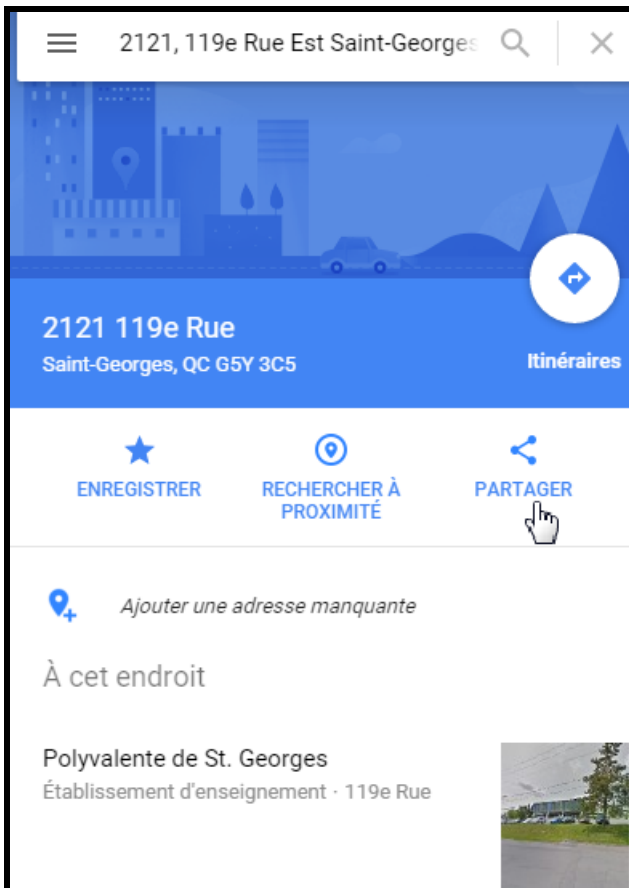 2121, 119e Rue Est Saint-Georges
2121 119e Rue
Saint-Georges, QC G5Y 3C5
Itinéraires
ENREGISTRER
RECHERCHER À
PROXIMITÉ
PARTAGER
Ajouter une adresse manquante
À cet endroit
Polyvalente de St. Georges
Établissement d'enseignement · 119e Rue